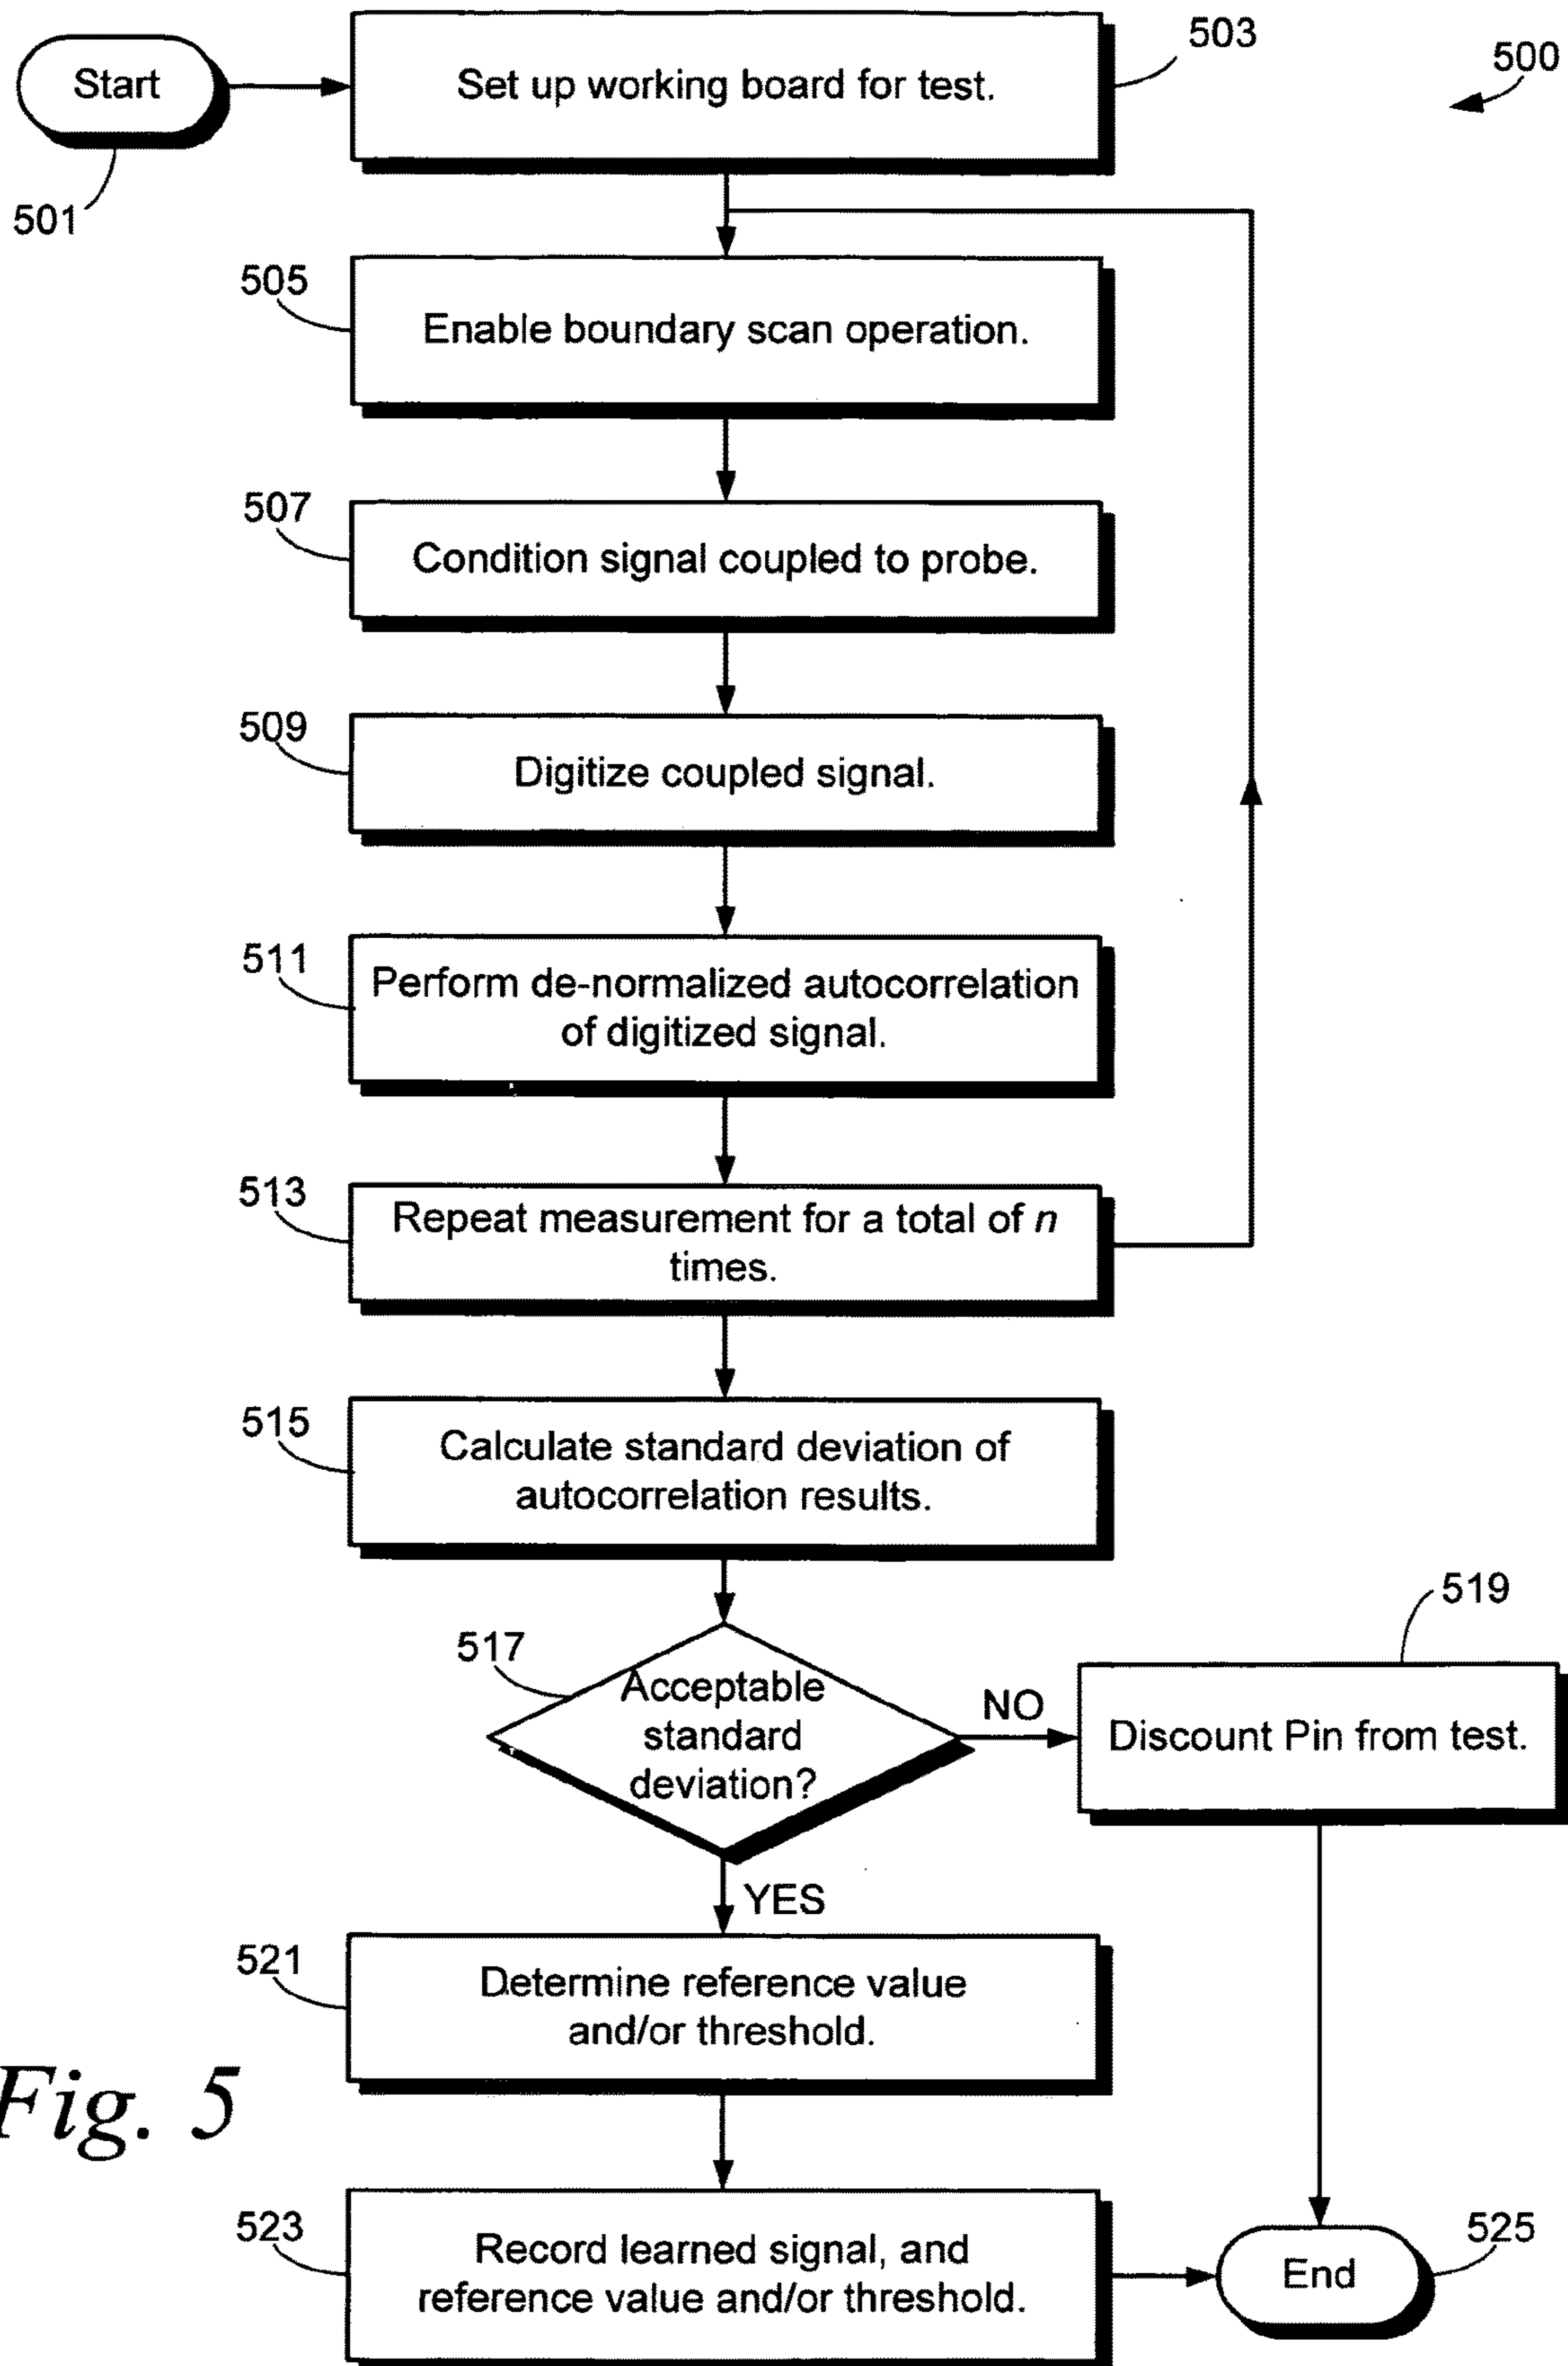 Start
Set up working board for test.
503
500
501
505
Enable boundary scan operation.
507
Condition signal coupled to probe.
509
Digitize coupled signal.
511
Perform de-normalized autocorrelation
of digitized signal.
513
Repeat measurement for a total of n
times.
515
Calculate standard deviation of
autocorrelation results.
517
Acceptable
standard
deviation?
NO
519
Discount Pin from test.
YES
521
Determine reference value
and/or threshold.
Fig. 5
523
Record learned signal, and
reference value and/or threshold.
End
525